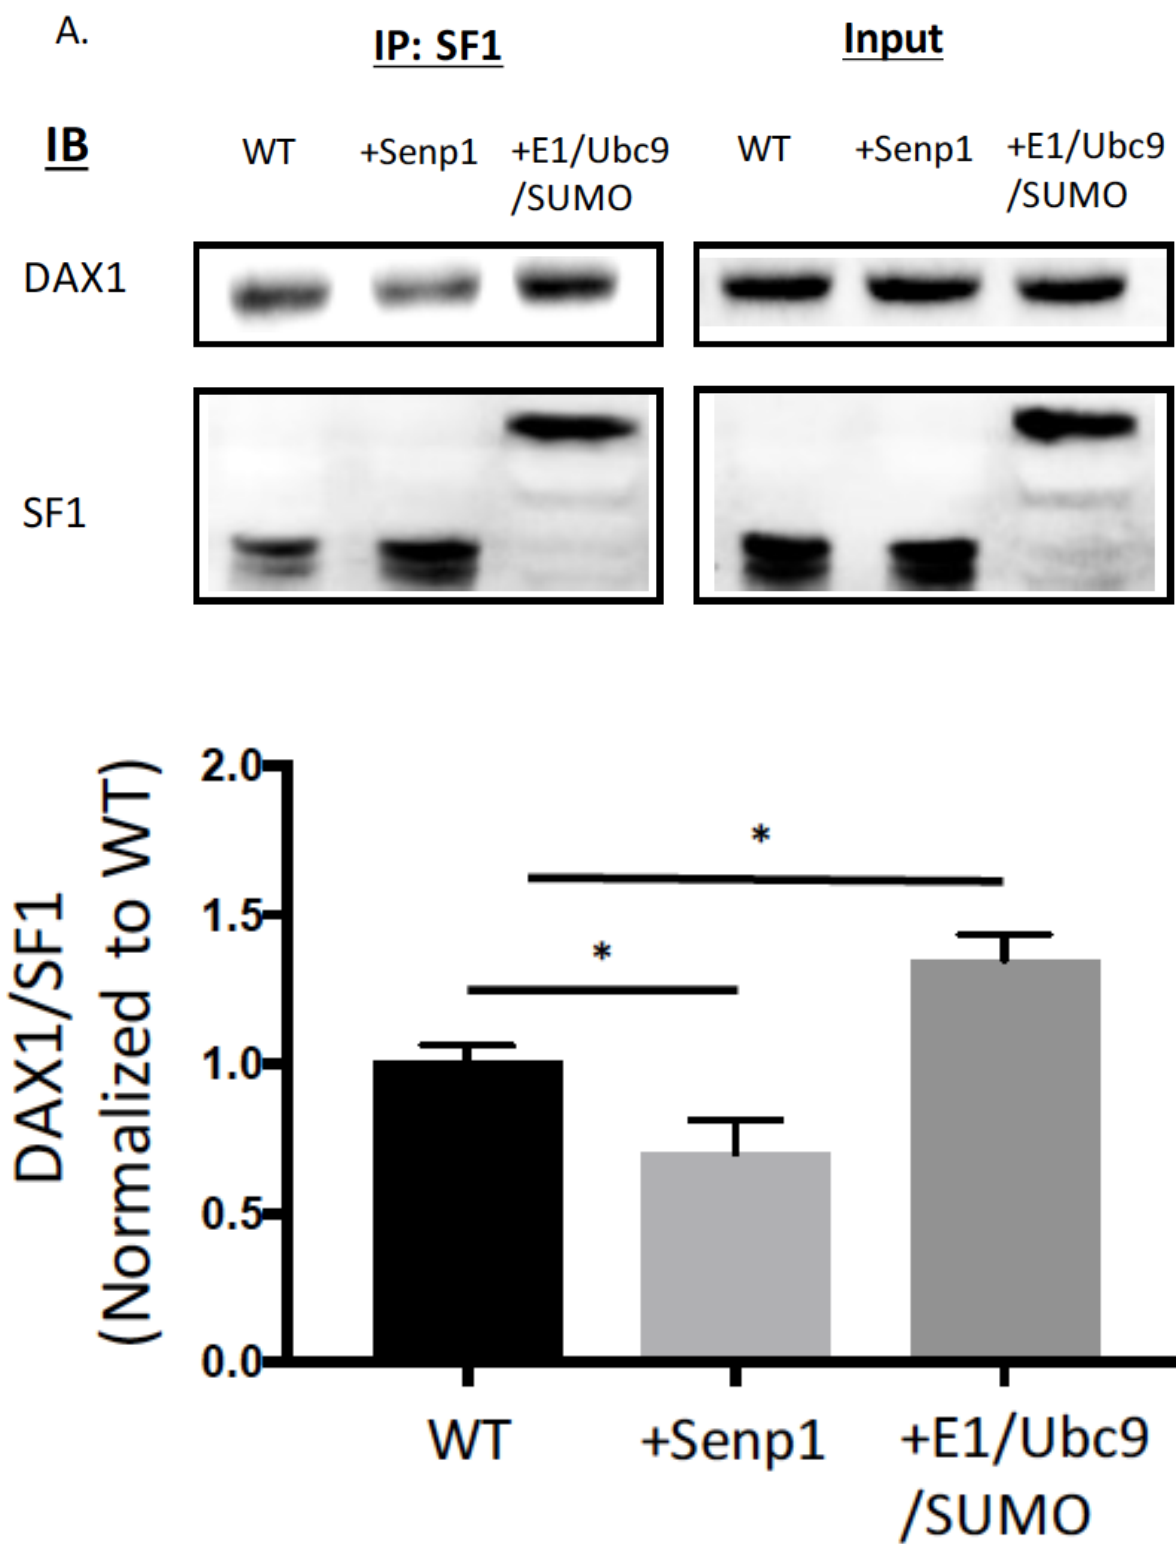 A.
IP: SF1
Input
IB
WT
+Senp1
+E1/Ubc9
/SUMO
WT
+Senp1
+E1/Ubc9
/SUMO
DAX1
SF1
DAX1/SF1
(Normalized to WT)
2.0
1.5
1.0
0.5
0.0
*
*
WT
+Senp1
+E1/Ubc9
/SUMO